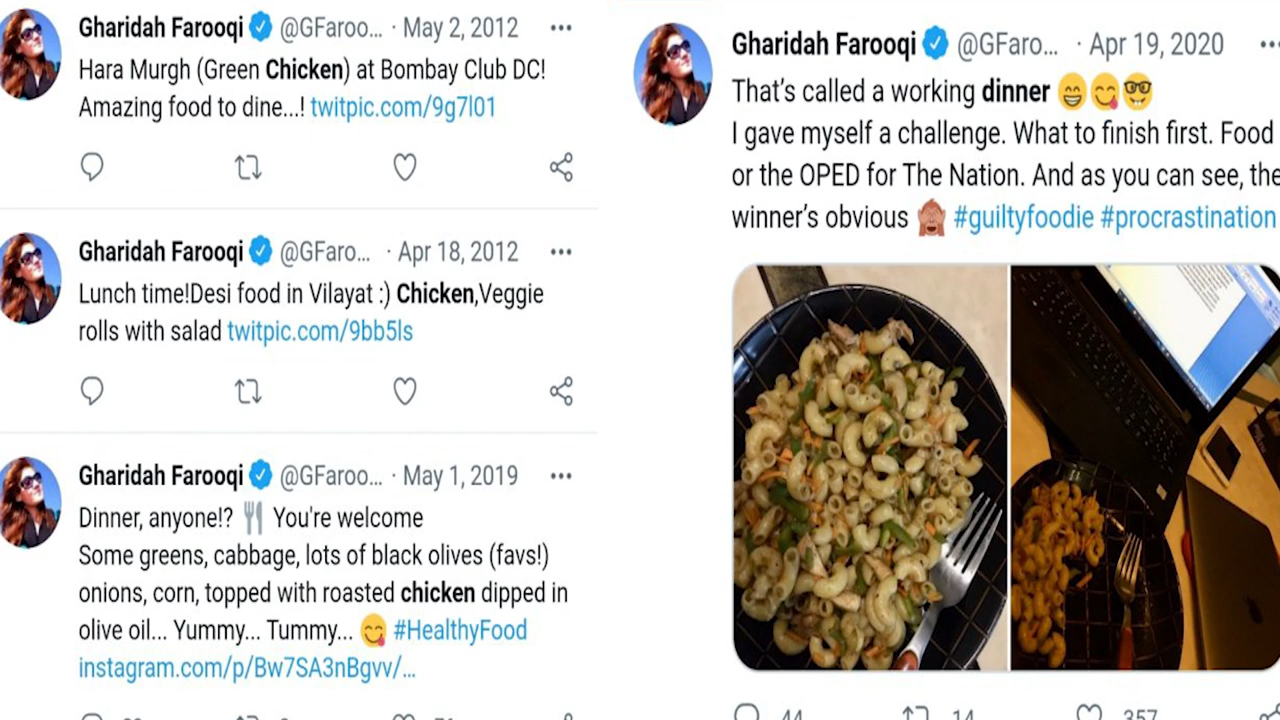 Gharidah Farooqi @GFaroo... · May 2, 2012 ...
Hara Murgh (Green Chicken) at Bombay Club DC!
Amazing food to dine...! twitpic.com/9g7l01
Gharidah Farooqi @GFaro... · Apr 18, 2012 ...
Lunch time!Desi food in Vilayat :) Chicken,Veggie
rolls with salad twitpic.com/9bb5ls
Gharidah Farooqi @GFaroo... · May 1, 2019 ...
Dinner, anyone!? 🍴 You're welcome
Some greens, cabbage, lots of black olives (favs!)
onions, corn, topped with roasted chicken dipped in
olive oil... Yummy... Tummy... 😋 #HealthyFood
instagram.com/p/Bw7SA3nBgvv/...
Gharidah Farooqi @GFaro... · Apr 19, 2020
That's called a working dinner 😁😋🤓
I gave myself a challenge. What to finish first. Food
or the OPED for The Nation. And as you can see, the
winner's obvious 🙈 #guiltyfoodie #procrastination
44 14 357